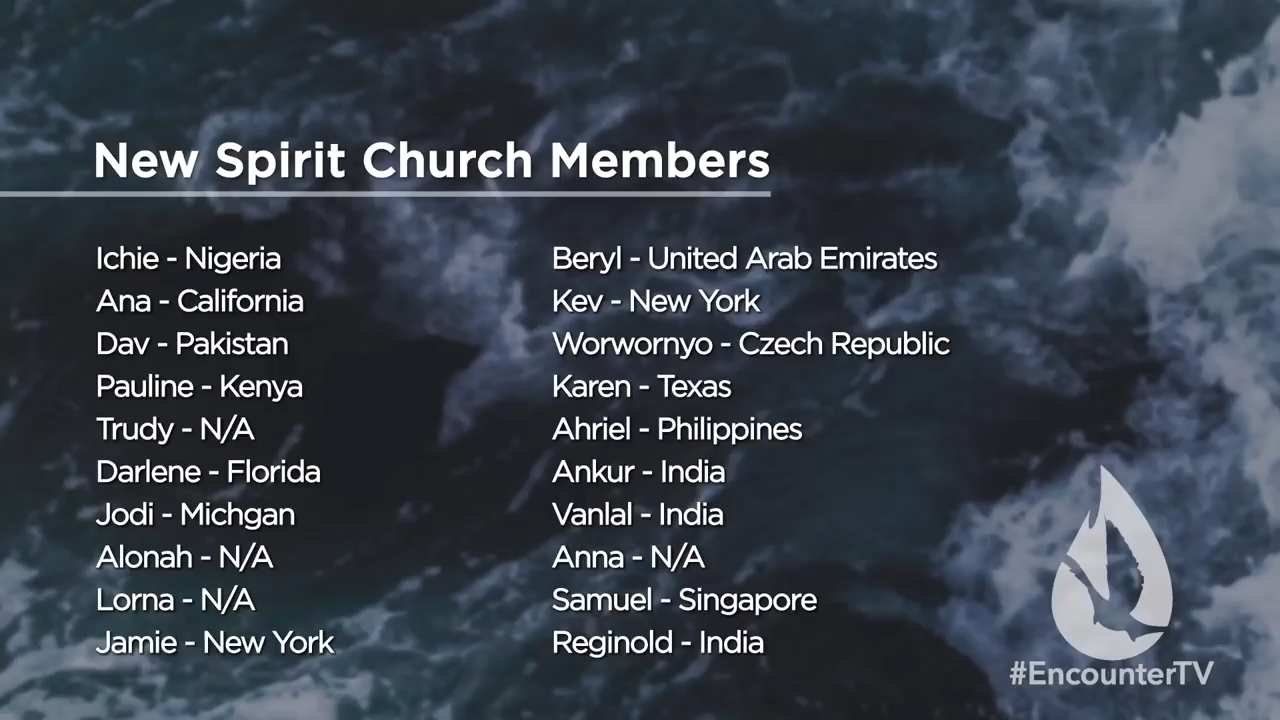 New Spirit Church Members
Ichie - Nigeria
Ana - California
Dav - Pakistan
Pauline - Kenya
Trudy - N/A
Darlene - Florida
Jodi - Michgan
Alonah - N/A
Lorna - N/A
Jamie - New York
Beryl - United Arab Emirates
Kev - New York
Worwornyo - Czech Republic
Karen - Texas
Ahriel - Philippines
Ankur - India
Vanlal - India
Anna - N/A
Samuel - Singapore
Reginold - India
#EncounterTV